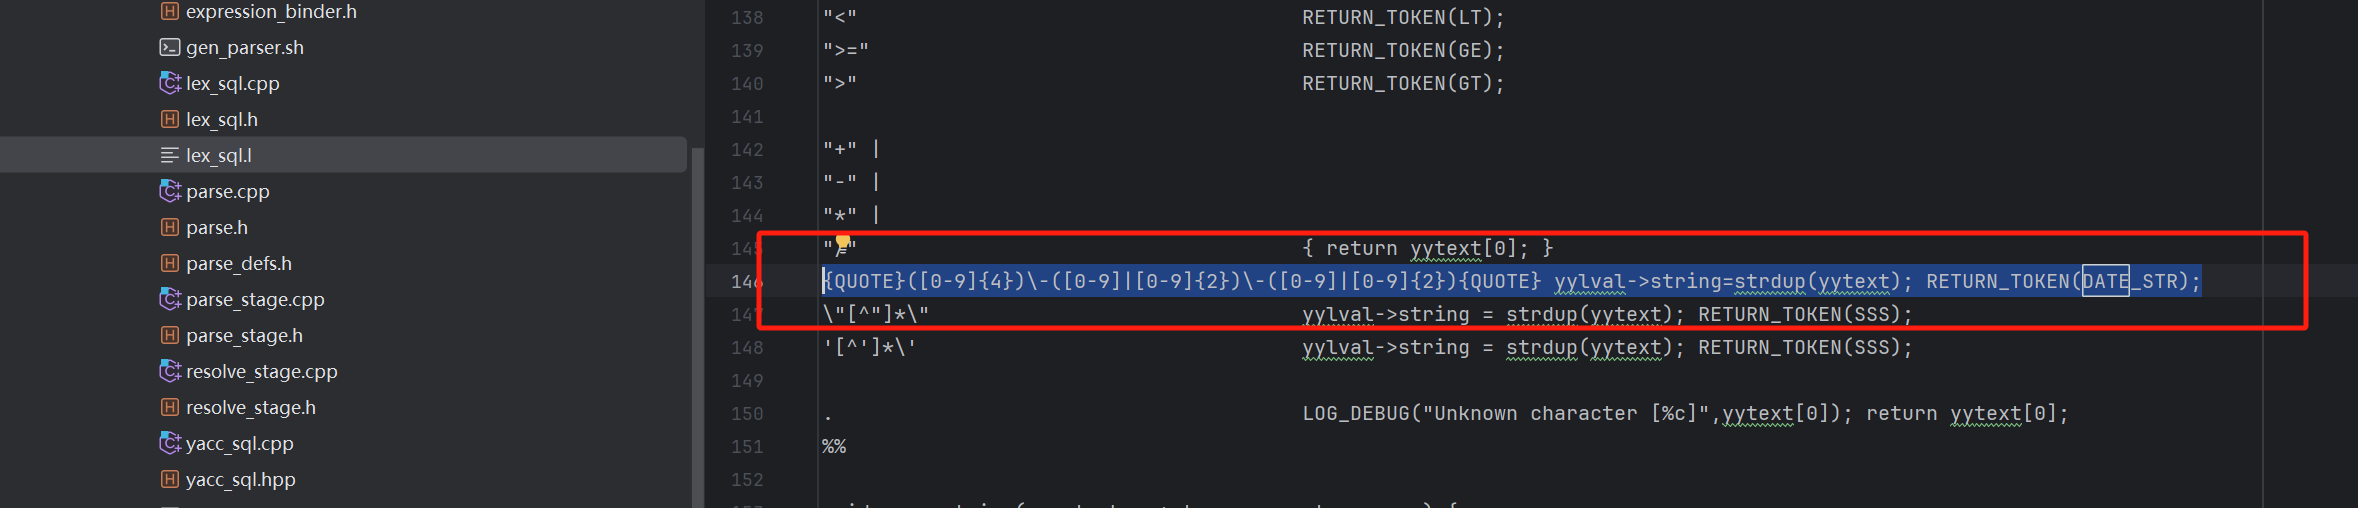 expression_binder.h
gen_parser.sh
lex_sql.cpp
lex_sql.h
lex_sql.l
parse.cpp
parse.h
parse_defs.h
parse_stage.cpp
parse_stage.h
resolve_stage.cpp
resolve_stage.h
yacc_sql.cpp
yacc_sql.hpp
138 "<" RETURN_TOKEN(LT);
139 ">=" RETURN_TOKEN(GE);
140 ">" RETURN_TOKEN(GT);
141
142 "+" |
143 "-" |
144 "*" |
145 "/" { return yytext[0]; }
146 {QUOTE}([0-9]{4})\-([0-9]|[0-9]{2})\-([0-9]|[0-9]{2}){QUOTE} yylval->string=strdup(yytext); RETURN_TOKEN(DATE_STR);
147 \"[^"]*\" yylval->string = strdup(yytext); RETURN_TOKEN(SSS);
148 '[^']*\' yylval->string = strdup(yytext); RETURN_TOKEN(SSS);
149
150 . LOG_DEBUG("Unknown character [%c]",yytext[0]); return yytext[0];
151 %%
152